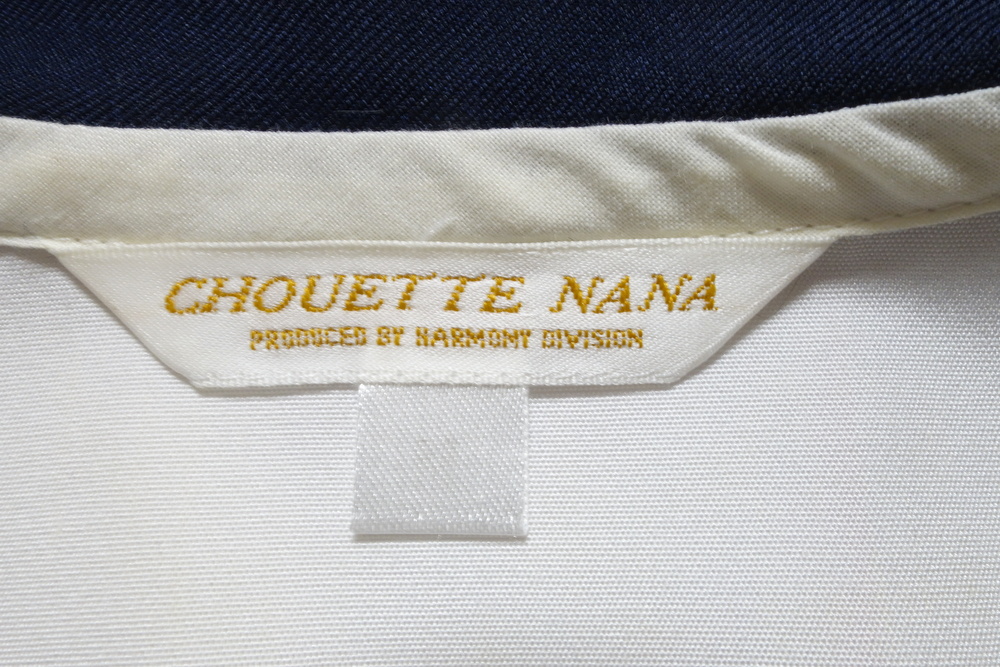 CHOUETTE NANA
PRODUCED BY HARMONY DIVISION